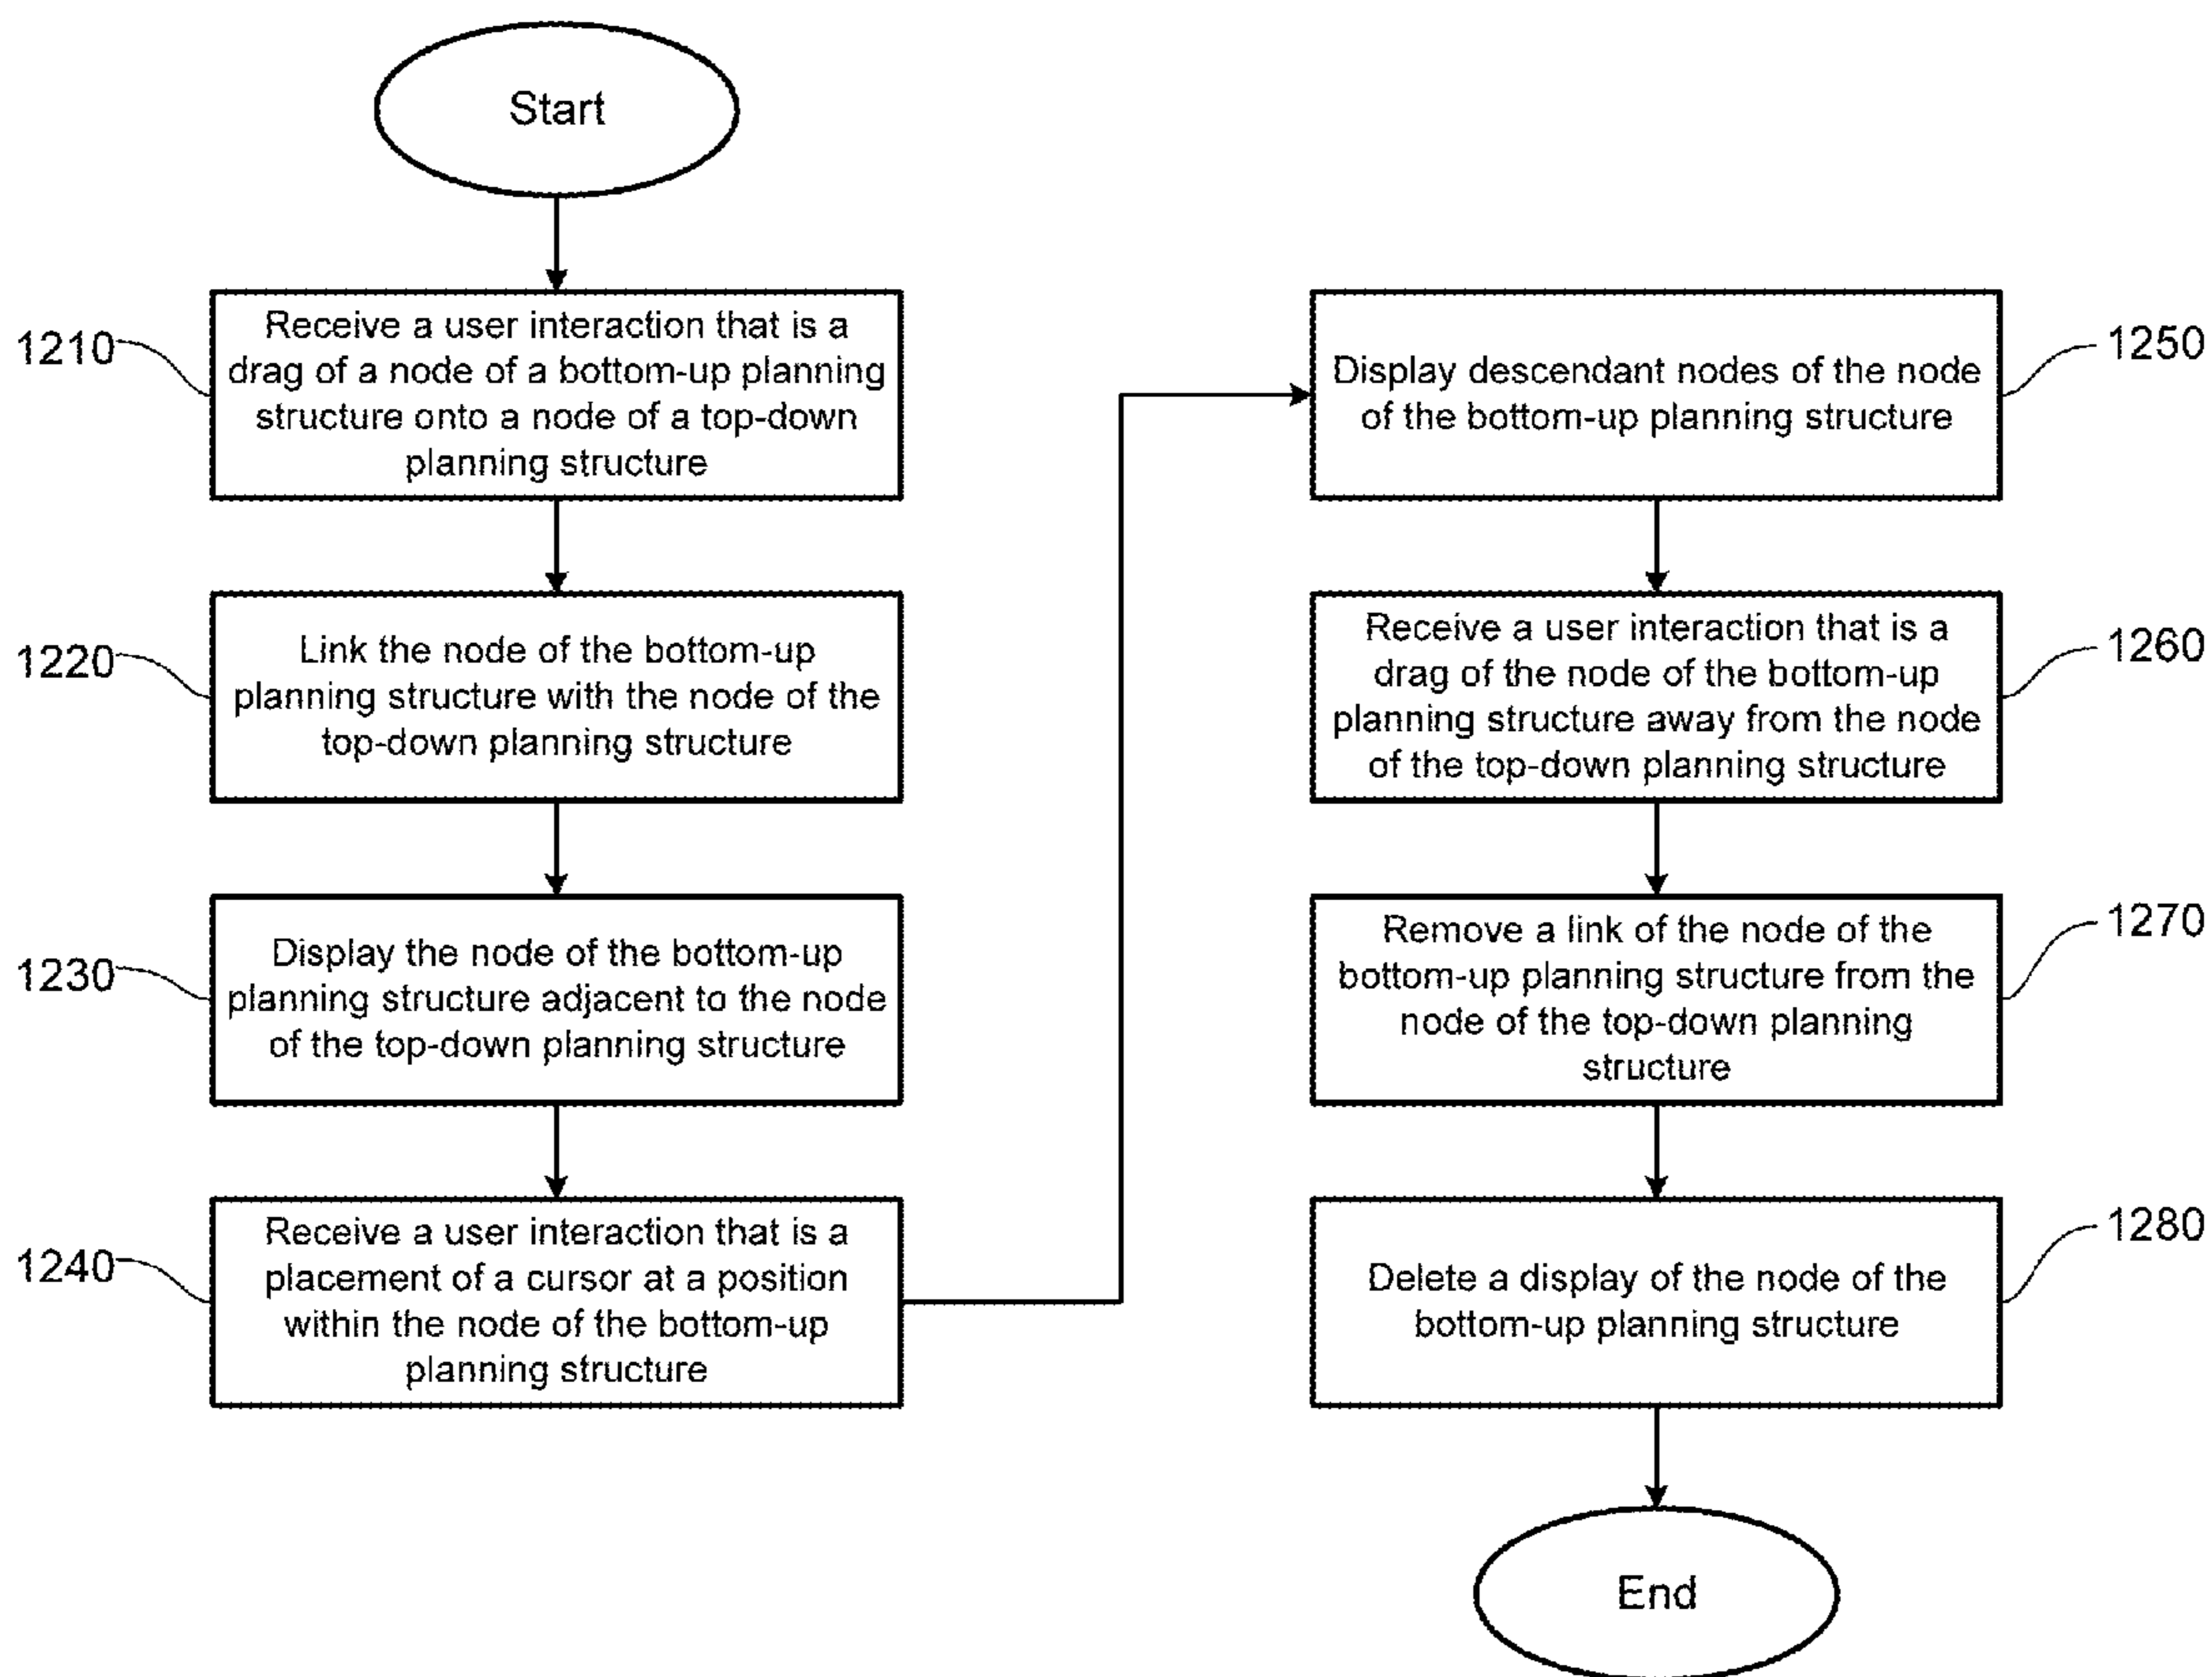 Start
1210
Receive a user interaction that is a
drag of a node of a bottom-up planning
structure onto a node of a top-down
planning structure
1220
Link the node of the bottom-up
planning structure with the node of the
top-down planning structure
1230
Display the node of the bottom-up
planning structure adjacent to the node
of the top-down planning structure
1240
Receive a user interaction that is a
placement of a cursor at a position
within the node of the bottom-up
planning structure
1250
Display descendant nodes of the node
of the bottom-up planning structure
1260
Receive a user interaction that is a
drag of the node of the bottom-up
planning structure away from the node
of the top-down planning structure
1270
Remove a link of the node of the
bottom-up planning structure from the
node of the top-down planning
structure
1280
Delete a display of the node of the
bottom-up planning structure
End